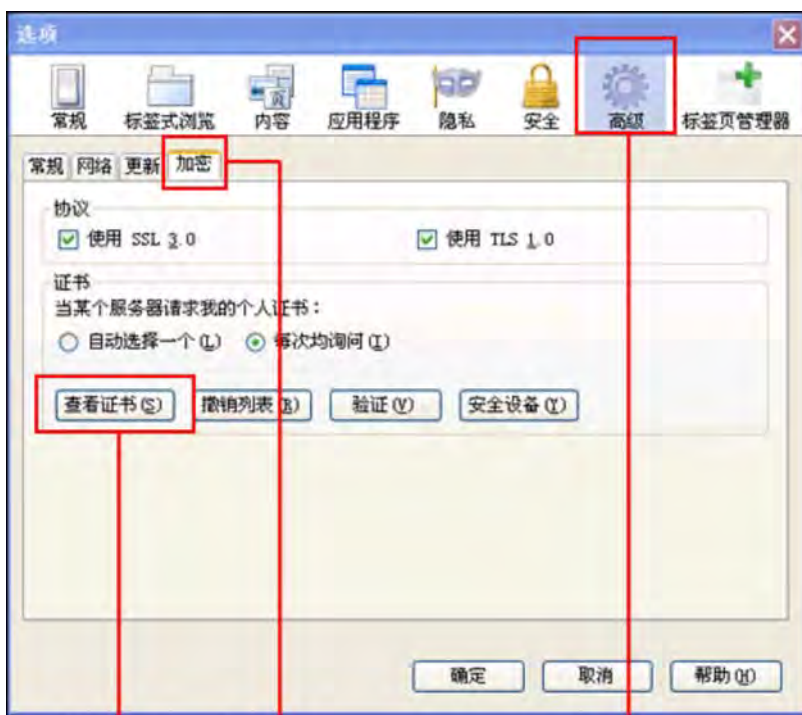 选项
常规 标签式浏览 内容 应用程序 隐私 安全 高级 标签页管理器
常规 网络 更新 加密
协议
使用 SSL 3.0 使用 TLS 1.0
证书
当某个服务器请求我的个人证书：
自动选择一个(L) 每次均询问(I)
查看证书(S) 撤销列表(R) 验证(V) 安全设备(Y)
确定 取消 帮助(H)